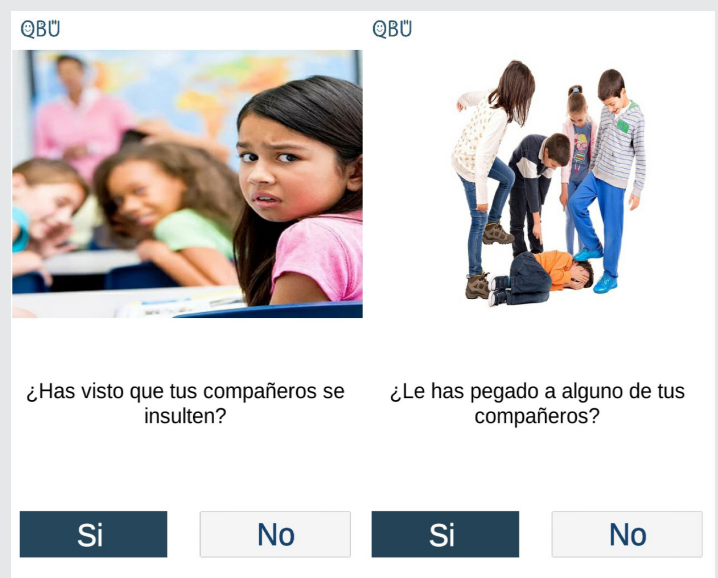 QBÜ
¿Has visto que tus compañeros se
insulten?
Si
No
QBÜ
¿Le has pegado a alguno de tus
compañeros?
Si
No